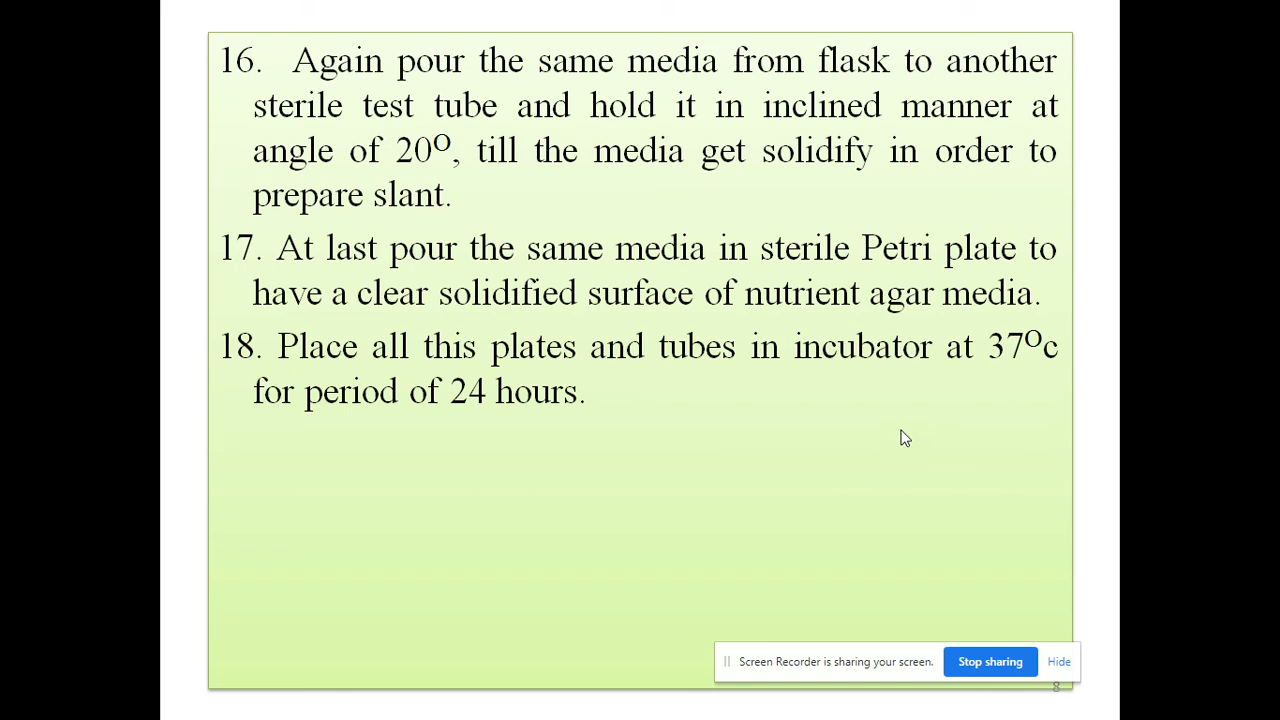 16. Again pour the same media from flask to another
sterile test tube and hold it in inclined manner at
angle of 20ᴼ, till the media get solidify in order to
prepare slant.
17. At last pour the same media in sterile Petri plate to
have a clear solidified surface of nutrient agar media.
18. Place all this plates and tubes in incubator at 37ᴼc
for period of 24 hours.
Screen Recorder is sharing your screen. Stop sharing Hide
8